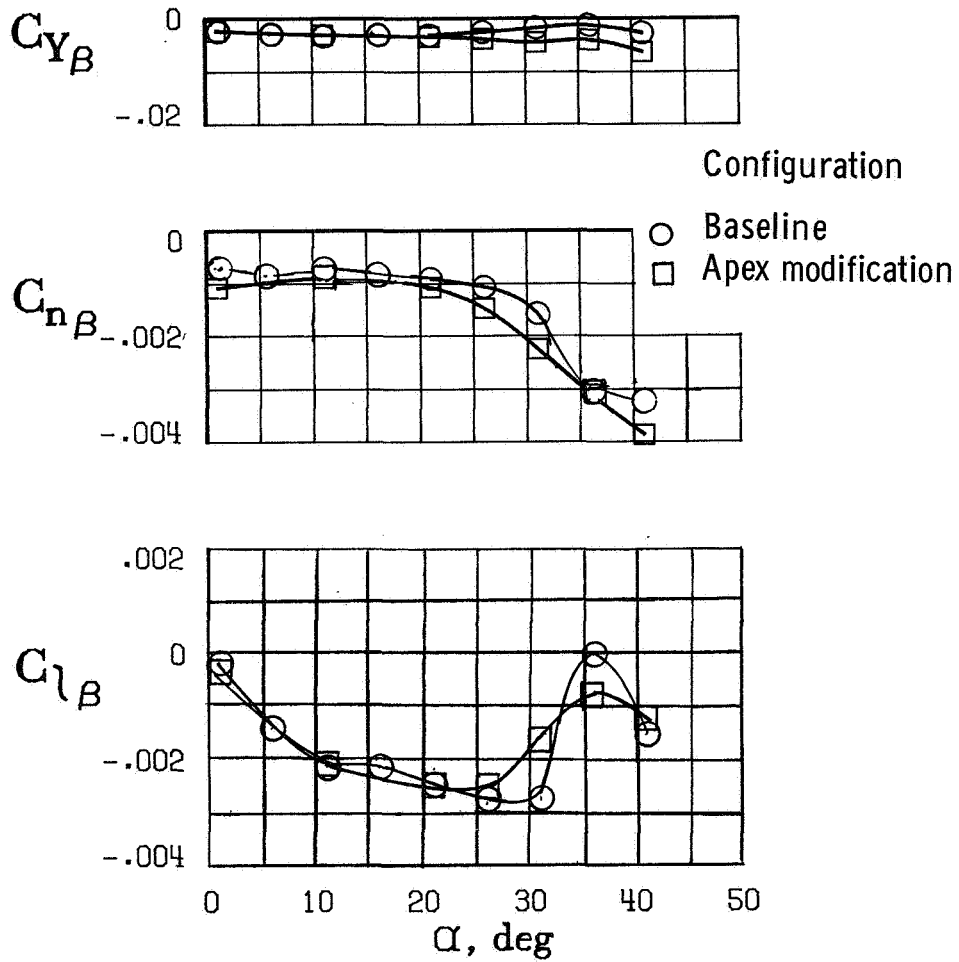 C_Yβ
0
-.02
Configuration
Baseline
Apex modification
C_nβ
0
-.002
-.004
C_lβ
.002
0
-.002
-.004
0 10 20 30 40 50
α, deg